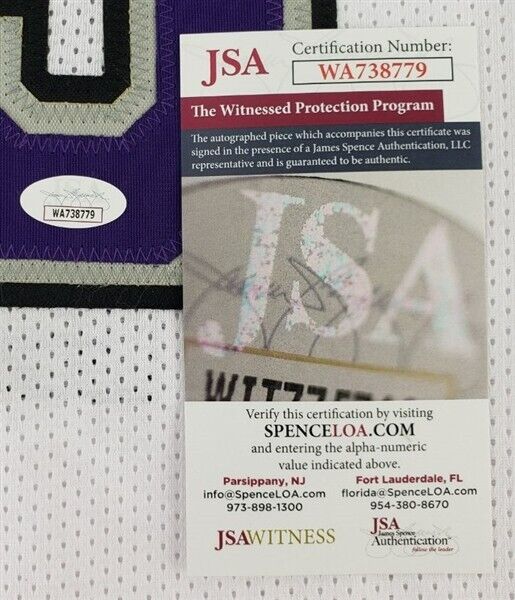 JSA
Certification Number:
WA738779
The Witnessed Protection Program
The autographed piece which accompanies this certificate was
signed in the presence of a James Spence Authentication, LLC
representative and is guaranteed to be authentic.
WA738779
JSA
Verify this certification by visiting
SPENCELOA.COM
and entering the alpha-numeric
value indicated above.
Parsippany, NJ
info@SpenceLOA.com
973-898-1300
Fort Lauderdale, FL
florida@SpenceLOA.com
954-380-8670
JSAWITNESS
JSA
James Spence
Authentication
follow the leader